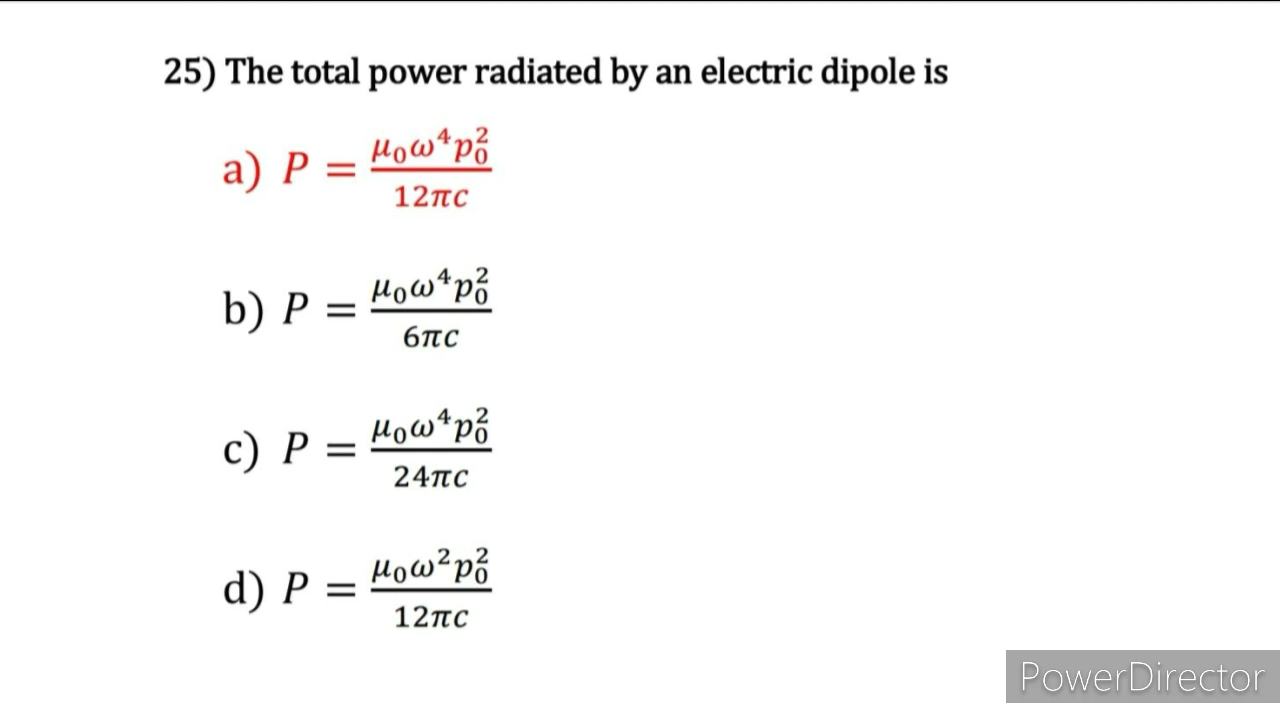 25) The total power radiated by an electric dipole is
a) P = μ₀ω⁴p₀² / 12πc
b) P = μ₀ω⁴p₀² / 6πc
c) P = μ₀ω⁴p₀² / 24πc
d) P = μ₀ω²p₀² / 12πc
PowerDirector